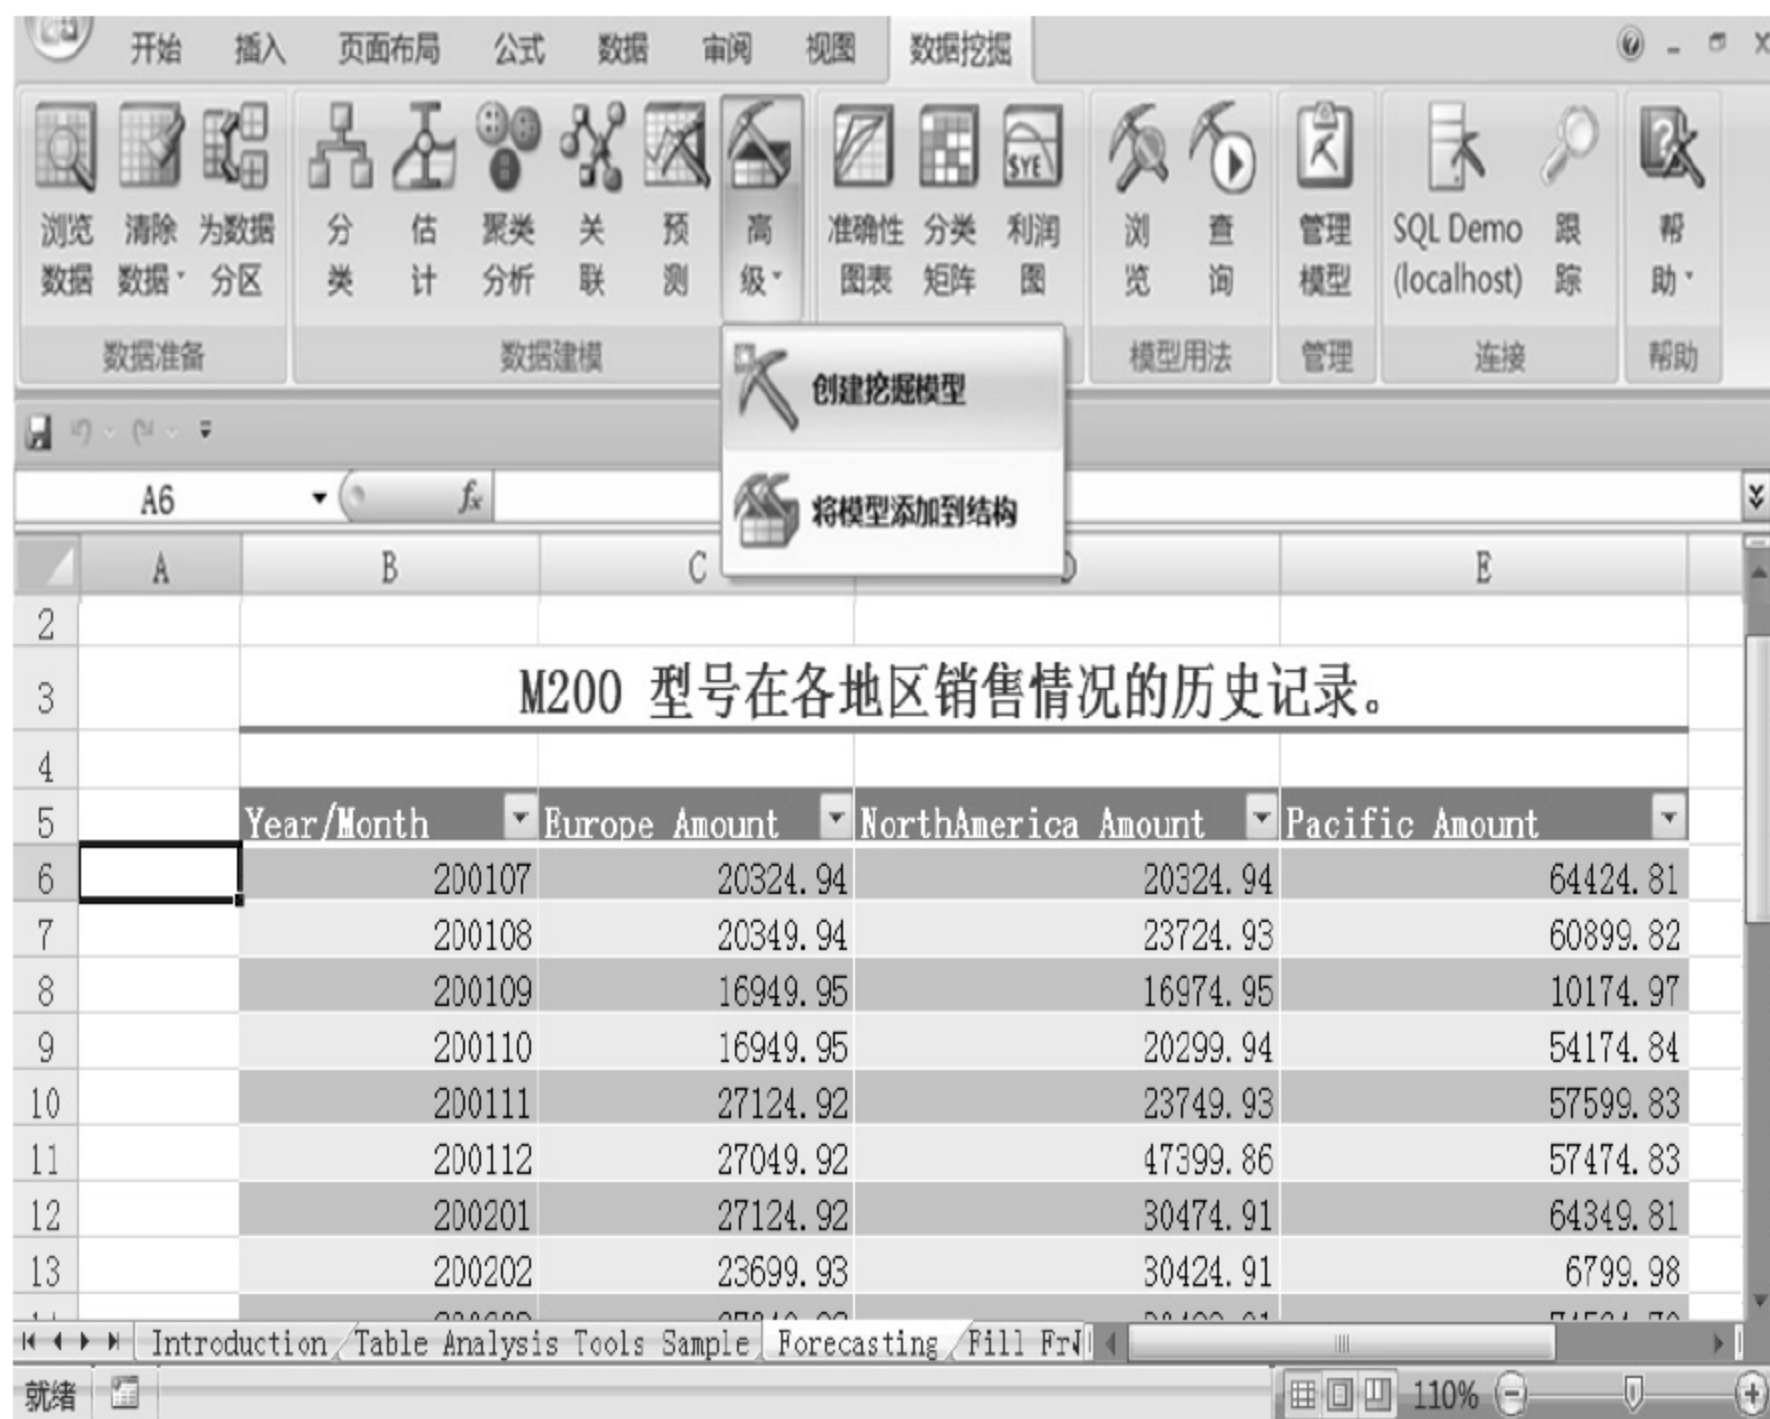 开始 插入 页面布局 公式 数据 审阅 视图 数据挖掘
浏览 清除 为数据 分 估 聚类 关 预 高 准确性 分类 利润 浏 查 管理 SQL Demo 跟 帮
数据 数据 分区 类 计 分析 联 测 级 图表 矩阵 图 览 询 模型 (localhost) 踪 助
数据准备 数据建模 模型用法 管理 连接 帮助
创建挖掘模型
将模型添加到结构
A6 fx
A B C D E
2
3 M200 型号在各地区销售情况的历史记录。
4
5 Year/Month Europe Amount NorthAmerica Amount Pacific Amount
6 200107 20324.94 20324.94 64424.81
7 200108 20349.94 23724.93 60899.82
8 200109 16949.95 16974.95 10174.97
9 200110 16949.95 20299.94 54174.84
10 200111 27124.92 23749.93 57599.83
11 200112 27049.92 47399.86 57474.83
12 200201 27124.92 30474.91 64349.81
13 200202 23699.93 30424.91 6799.98
Introduction Table Analysis Tools Sample Forecasting Fill Fr
就绪 110%